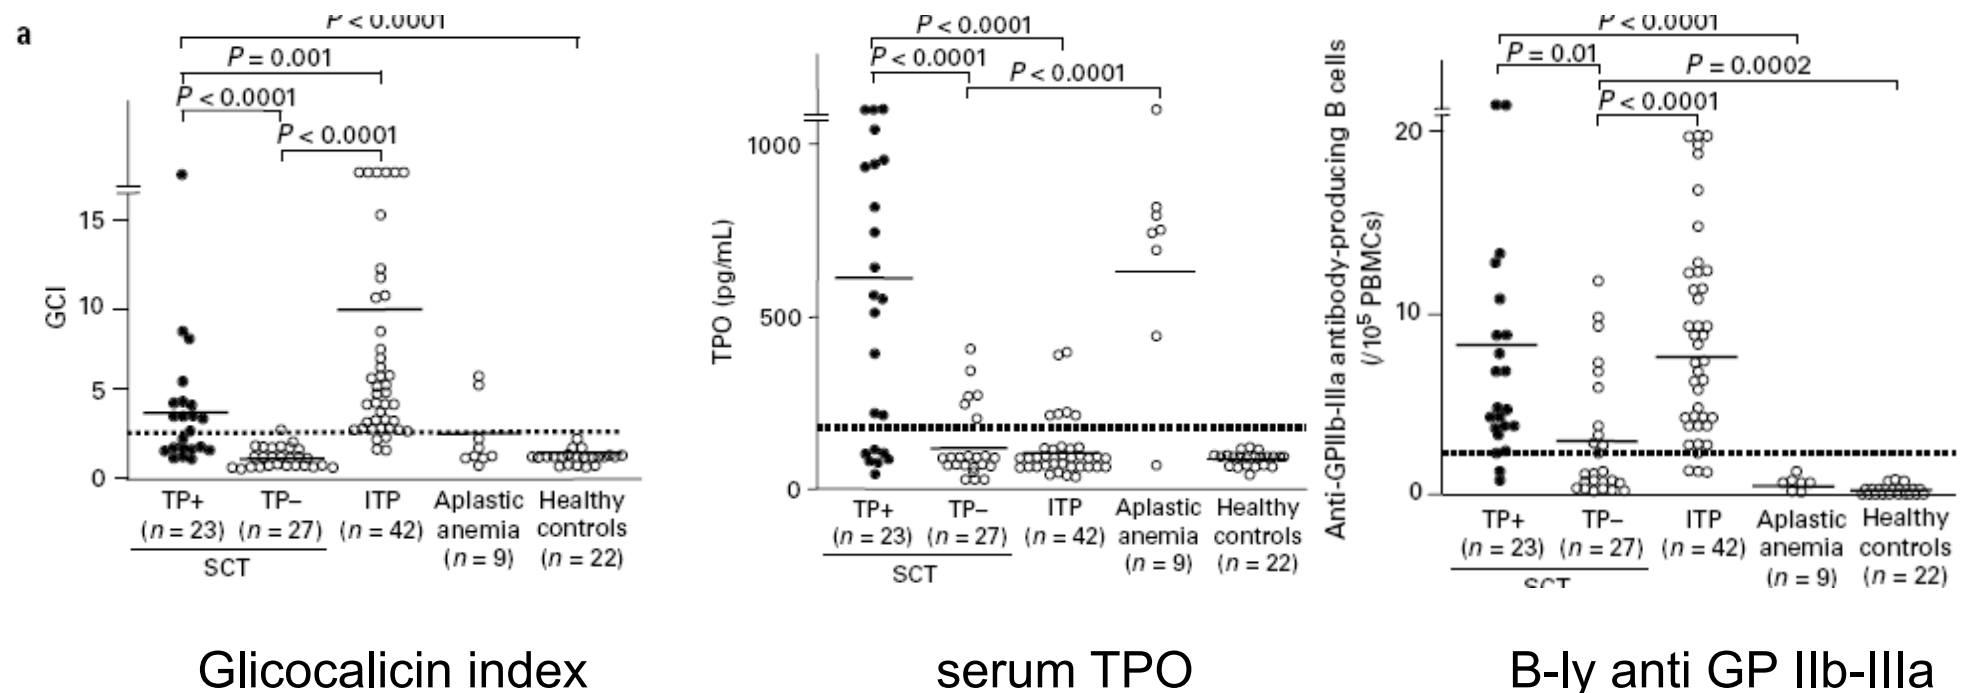 a
P < 0.0001
P = 0.001
P < 0.0001
P < 0.0001
GCI
15
10
5
0
TP+ TP– ITP Aplastic Healthy
anemia controls
(n = 23) (n = 27) (n = 42) (n = 9) (n = 22)
SCT
Glicocalicin index
P < 0.0001
P < 0.0001
P < 0.0001
TPO (pg/mL)
1000
500
0
TP+ TP– ITP Aplastic Healthy
anemia controls
(n = 23) (n = 27) (n = 42) (n = 9) (n = 22)
SCT
serum TPO
P < 0.0001
P = 0.01
P = 0.0002
P < 0.0001
Anti-GPIIb-IIIa antibody-producing B cells
(/10⁵ PBMCs)
20
10
0
TP+ TP– ITP Aplastic Healthy
anemia controls
(n = 23) (n = 27) (n = 42) (n = 9) (n = 22)
SCT
B-ly anti GP IIb-IIIa